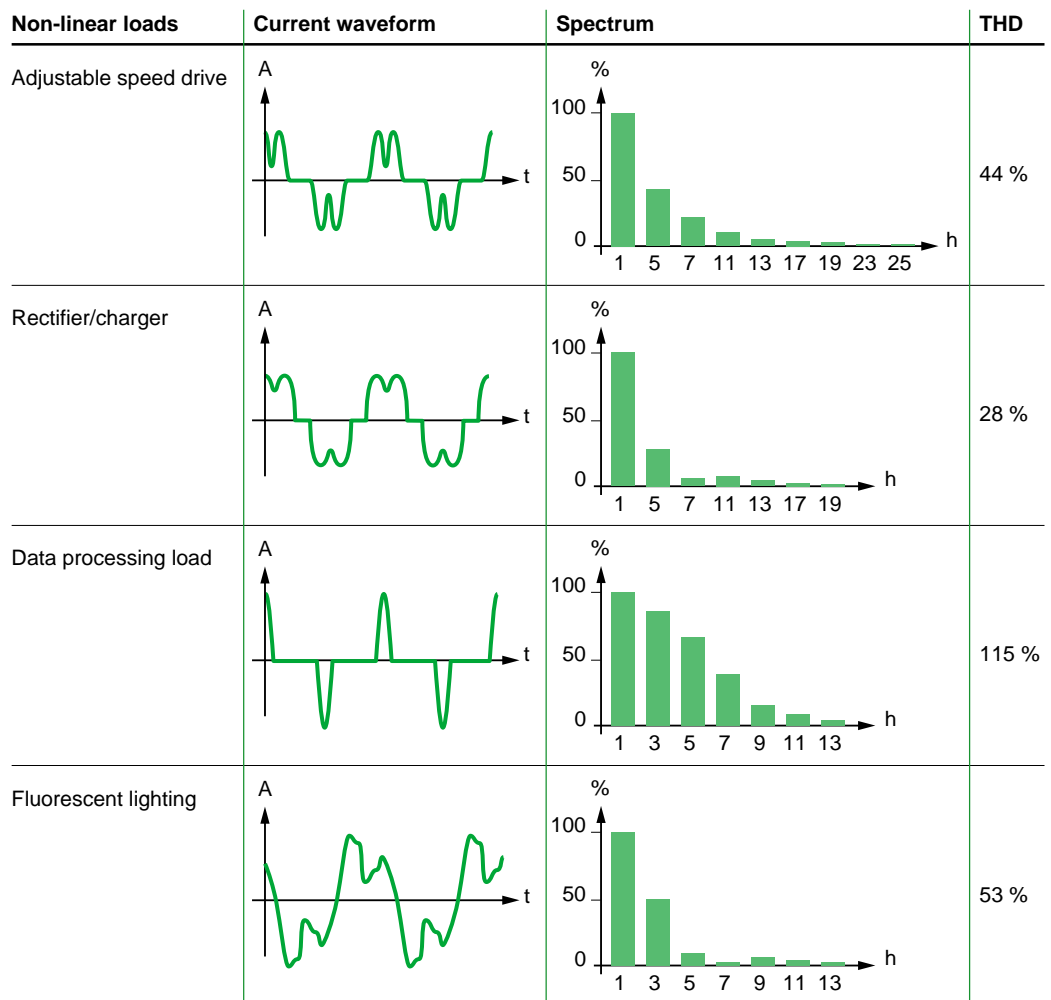 Non-linear loads Current waveform Spectrum THD
Adjustable speed drive
A
t
%
100
50
0
h
1 5 7 11 13 17 19 23 25
44 %
Rectifier/charger
A
t
%
100
50
0
h
1 5 7 11 13 17 19
28 %
Data processing load
A
t
%
100
50
0
h
1 3 5 7 9 11 13
115 %
Fluorescent lighting
A
t
%
100
50
0
h
1 3 5 7 9 11 13
53 %